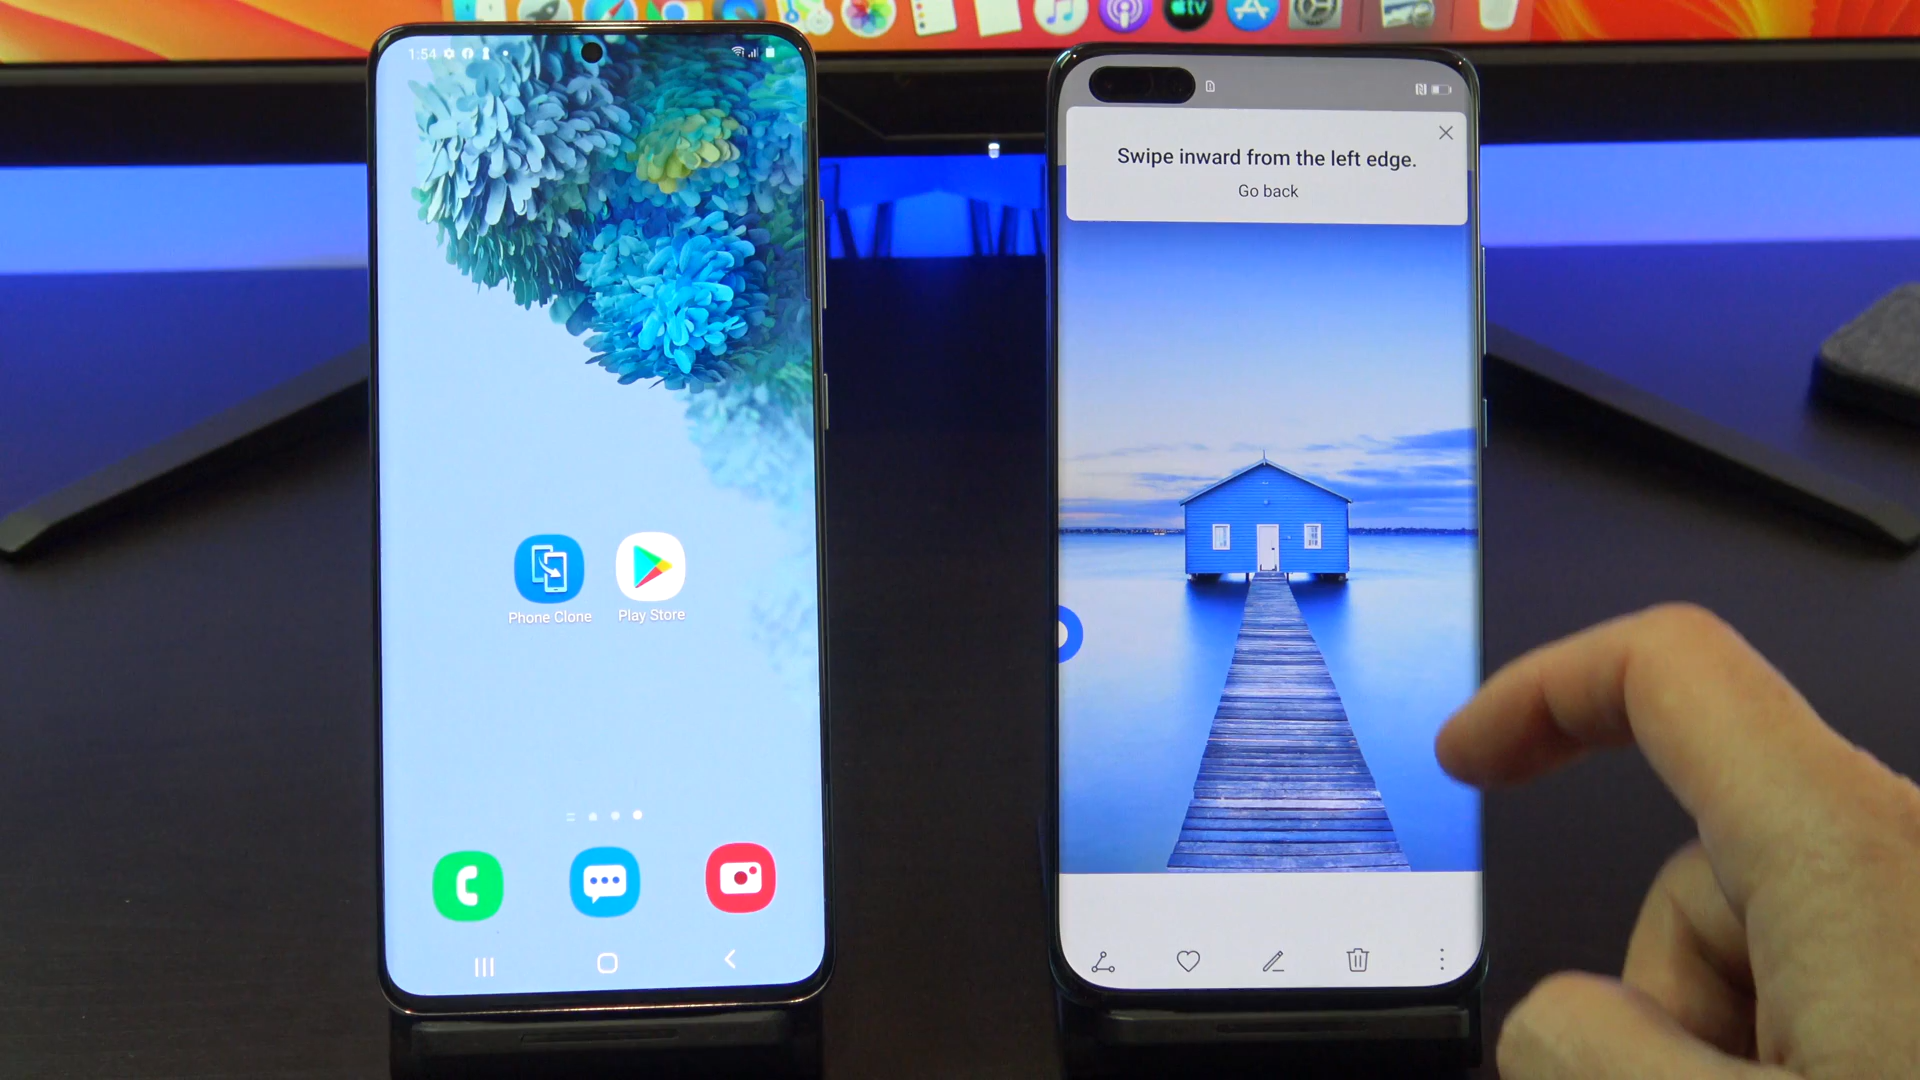 1:54
Phone Clone
Play Store
Swipe inward from the left edge.
Go back
tv